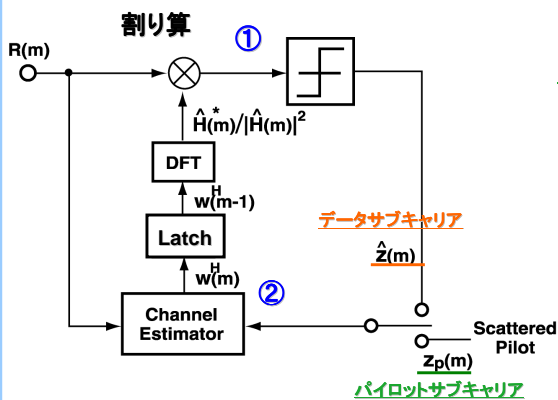 割り算
①
R(m)
Ĥ*(m)/|Ĥ(m)|²
DFT
w^H(m-1)
Latch
データサブキャリア
ẑ(m)
w^H(m)
②
Channel
Estimator
Scattered
Pilot
z_p(m)
パイロットサブキャリア